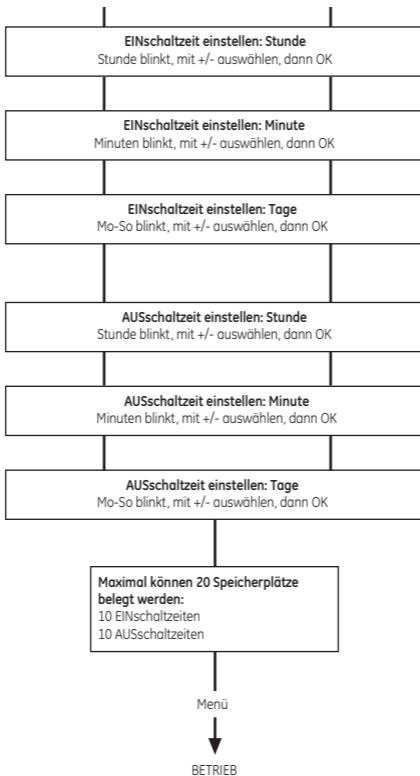 EINschaltzeit einstellen: Stunde
Stunde blinkt, mit +/- auswählen, dann OK
EINschaltzeit einstellen: Minute
Minuten blinkt, mit +/- auswählen, dann OK
EINschaltzeit einstellen: Tage
Mo-So blinkt, mit +/- auswählen, dann OK
AUSschaltzeit einstellen: Stunde
Stunde blinkt, mit +/- auswählen, dann OK
AUSschaltzeit einstellen: Minute
Minuten blinkt, mit +/- auswählen, dann OK
AUSschaltzeit einstellen: Tage
Mo-So blinkt, mit +/- auswählen, dann OK
Maximal können 20 Speicherplätze
belegt werden:
10 EINschaltzeiten
10 AUSschaltzeiten
Menü
BETRIEB